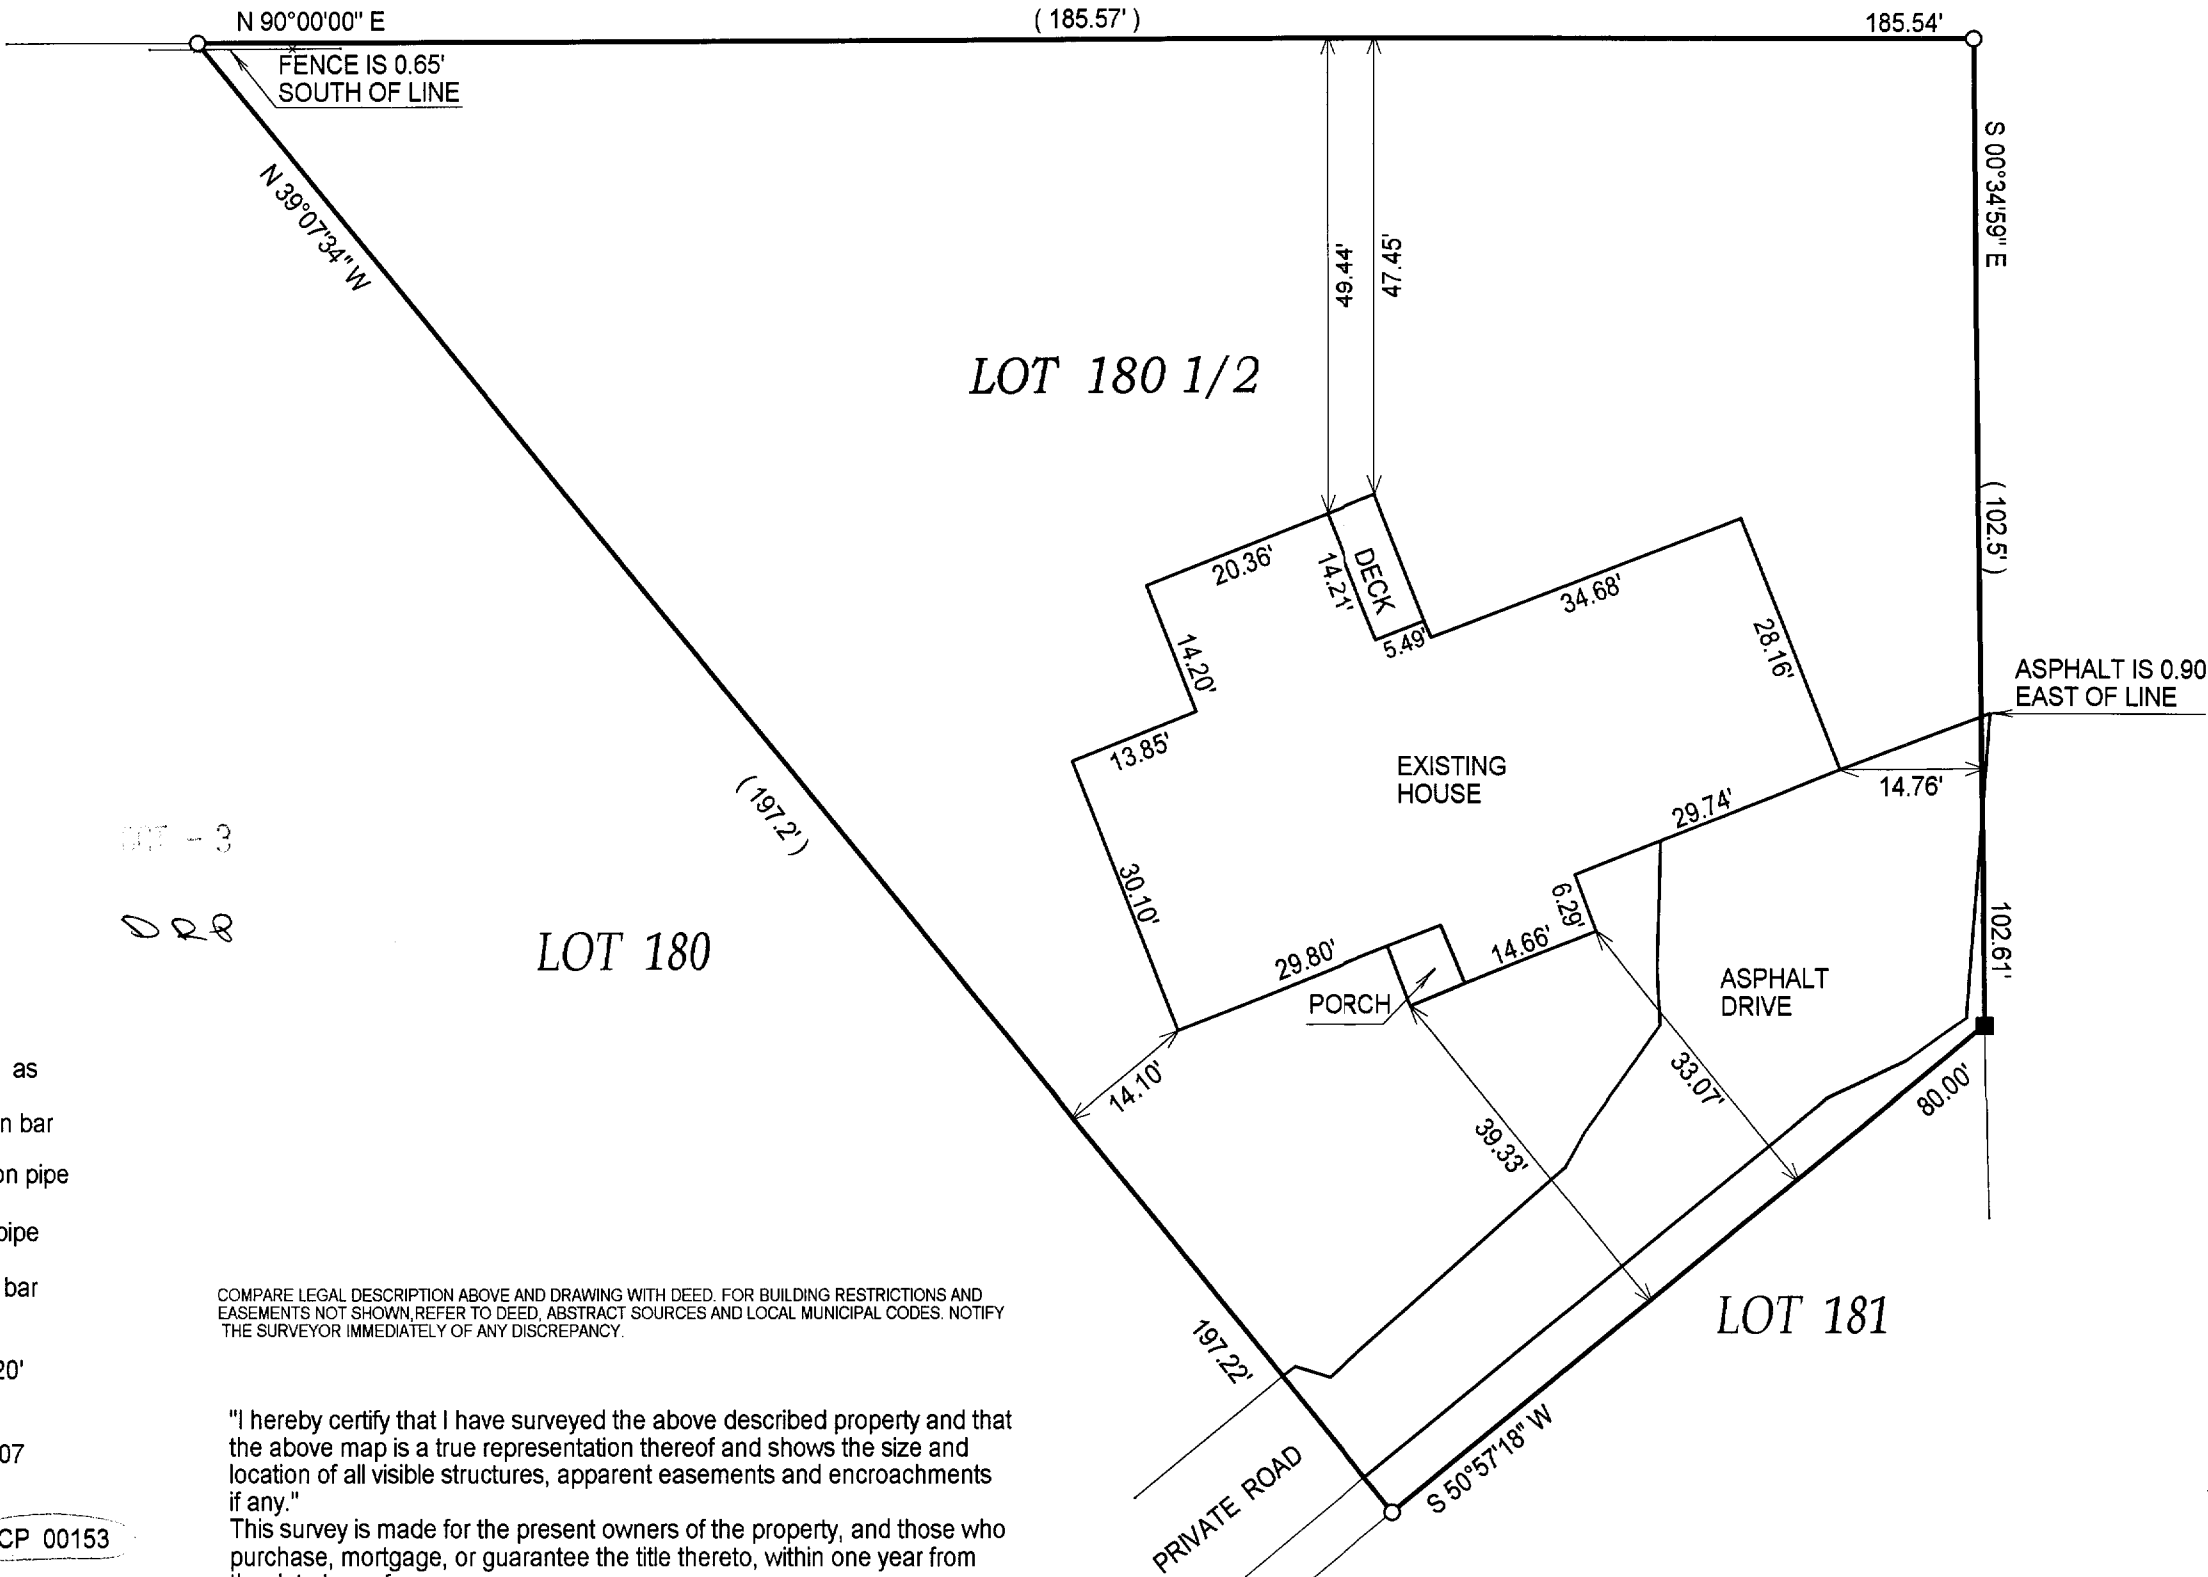 N 90°00'00" E
( 185.57' )
185.54'
FENCE IS 0.65'
SOUTH OF LINE
N 39°07'34" W
S 00°34'59" E
49.44'
47.45'
LOT 180 1/2
( 102.5' )
20.36'
14.21'
DECK
5.49'
34.68'
28.16'
14.20'
13.85'
ASPHALT IS 0.90
EAST OF LINE
EXISTING
HOUSE
14.76'
29.74'
( 197.2' )
- 3
DRB
LOT 180
30.10'
6.29'
29.80'
14.66'
PORCH
ASPHALT
DRIVE
102.61'
14.10'
33.07'
39.33'
80.00'
as
n bar
on pipe
pipe
bar
20'
07
CP 00153
COMPARE LEGAL DESCRIPTION ABOVE AND DRAWING WITH DEED. FOR BUILDING RESTRICTIONS AND
EASEMENTS NOT SHOWN,REFER TO DEED, ABSTRACT SOURCES AND LOCAL MUNICIPAL CODES. NOTIFY
THE SURVEYOR IMMEDIATELY OF ANY DISCREPANCY.
197.22'
LOT 181
S 50°57'18" W
PRIVATE ROAD
"I hereby certify that I have surveyed the above described property and that
the above map is a true representation thereof and shows the size and
location of all visible structures, apparent easements and encroachments
if any."
This survey is made for the present owners of the property, and those who
purchase, mortgage, or guarantee the title thereto, within one year from